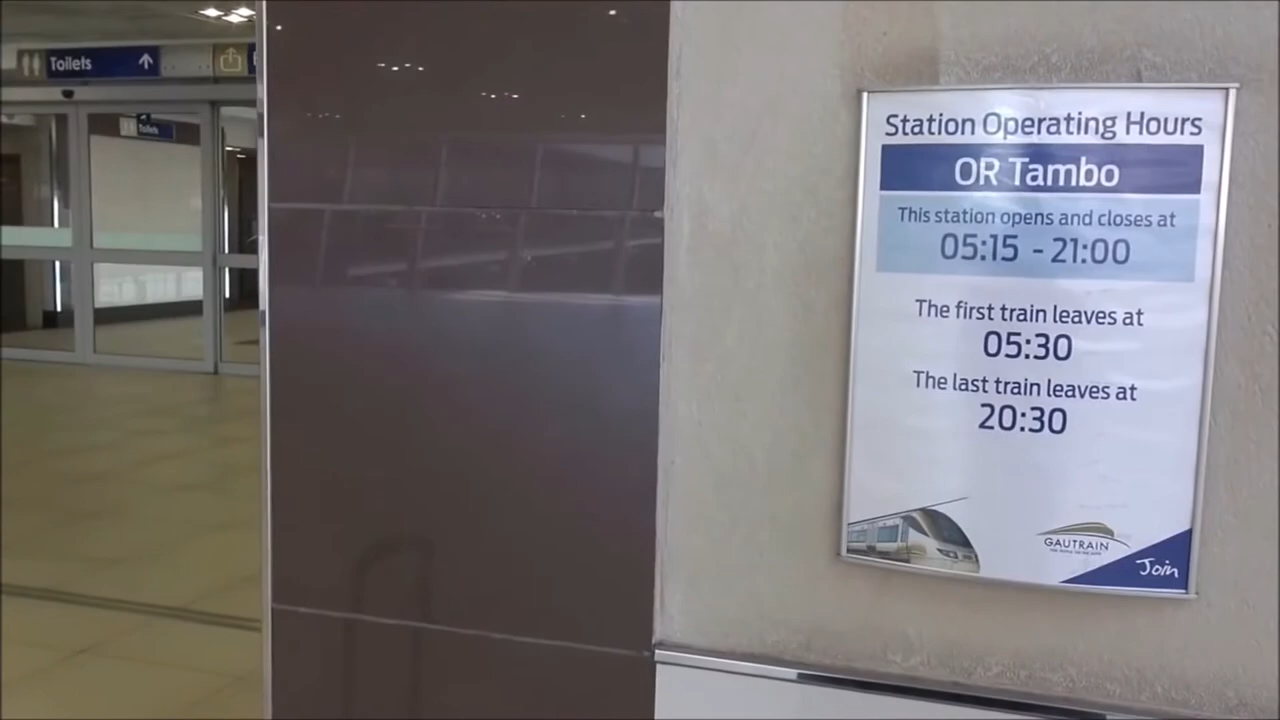 Toilets
Toilets
Station Operating Hours
OR Tambo
This station opens and closes at
05:15 - 21:00
The first train leaves at
05:30
The last train leaves at
20:30
GAUTRAIN
Join